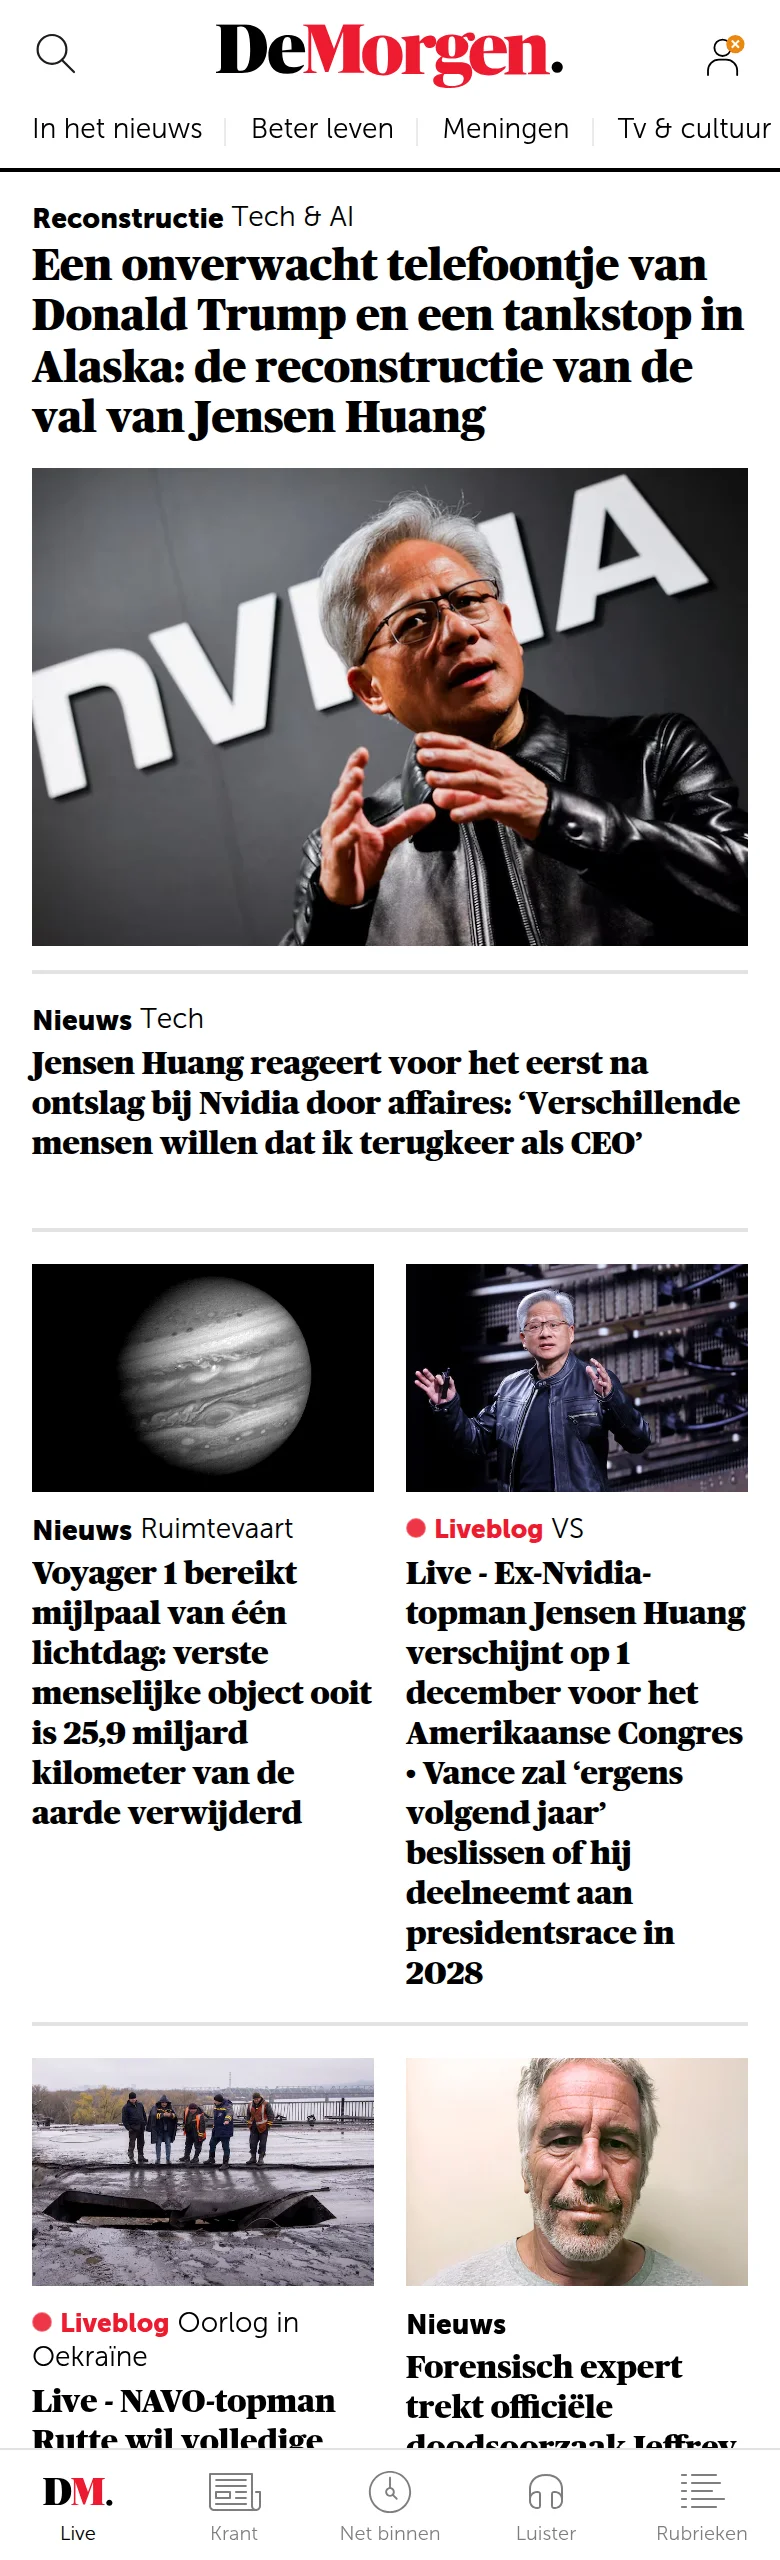 DeMorgen.
In het nieuws
Beter leven
Meningen
Tv & cultuur
Reconstructie Tech & AI
Een onverwacht telefoontje van
Donald Trump en een tankstop in
Alaska: de reconstructie van de
val van Jensen Huang
NVIDIA
Nieuws Tech
Jensen Huang reageert voor het eerst na
ontslag bij Nvidia door affaires: ‘Verschillende
mensen willen dat ik terugkeer als CEO’
Nieuws Ruimtevaart
Voyager 1 bereikt
mijlpaal van één
lichtdag: verste
menselijke object ooit
is 25,9 miljard
kilometer van de
aarde verwijderd
Liveblog VS
Live - Ex-Nvidia-
topman Jensen Huang
verschijnt op 1
december voor het
Amerikaanse Congres
• Vance zal ‘ergens
volgend jaar’
beslissen of hij
deelneemt aan
presidentsrace in
2028
Liveblog Oorlog in
Oekraïne
Live - NAVO-topman
Rutte wil volledige
Nieuws
Forensisch expert
trekt officiële
doodsoorzaak Jeffrey
DM.
Live
Krant
Net binnen
Luister
Rubrieken